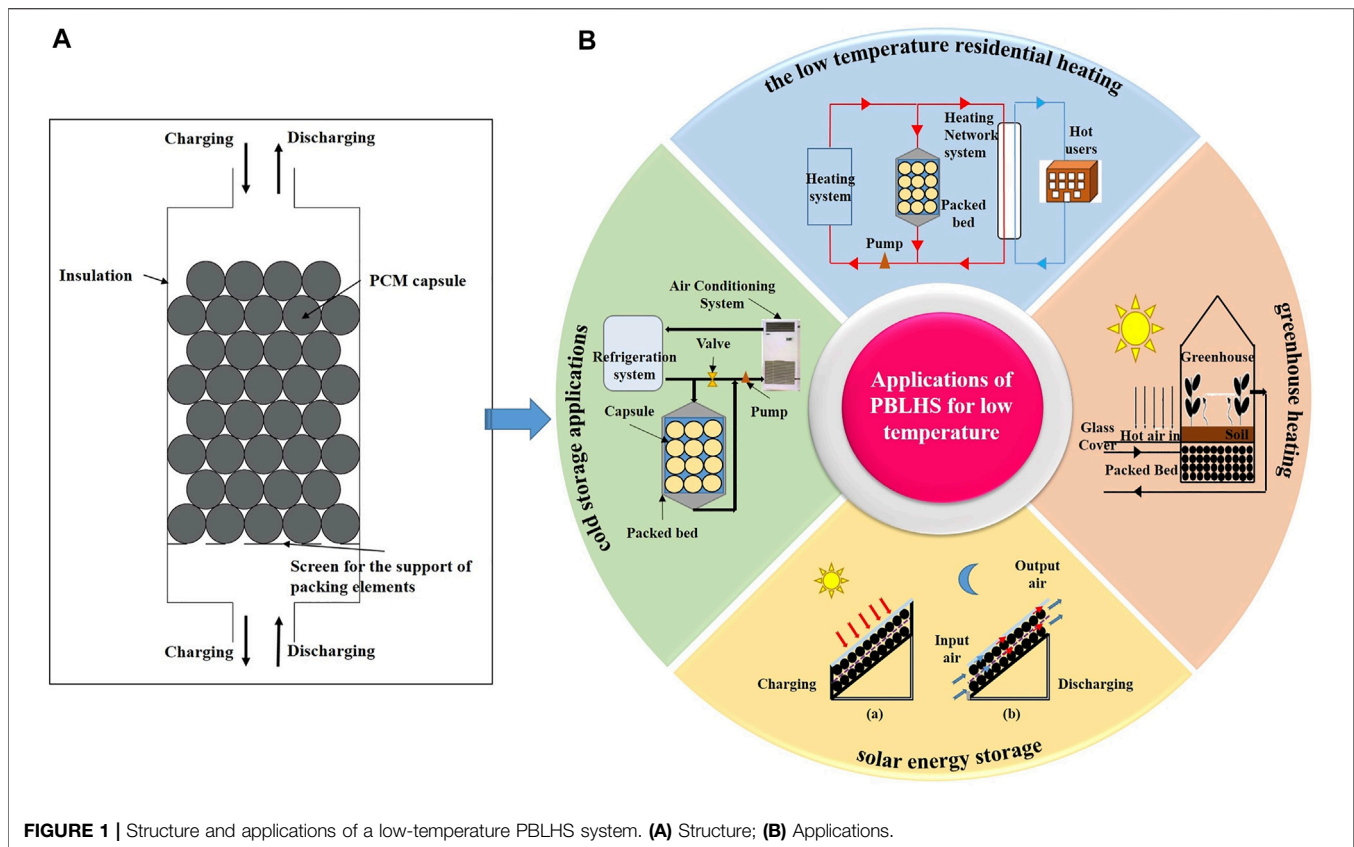 A
Charging
Discharging
Insulation
PCM capsule
Screen for the support of
packing elements
Charging
Discharging
B
the low temperature residential heating
Heating
system
Heating
Network
system
Hot
users
Packed
bed
Pump
cold storage applications
Air Conditioning
System
Refrigeration
system
Valve
Capsule
Pump
Packed bed
Applications of
PBLHS for low
temperature
greenhouse heating
Greenhouse
Glass
Cover
Hot air in
Soil
Packed Bed
Output
air
Input
air
Charging
Discharging
(a)
(b)
solar energy storage
FIGURE 1 | Structure and applications of a low-temperature PBLHS system. (A) Structure; (B) Applications.